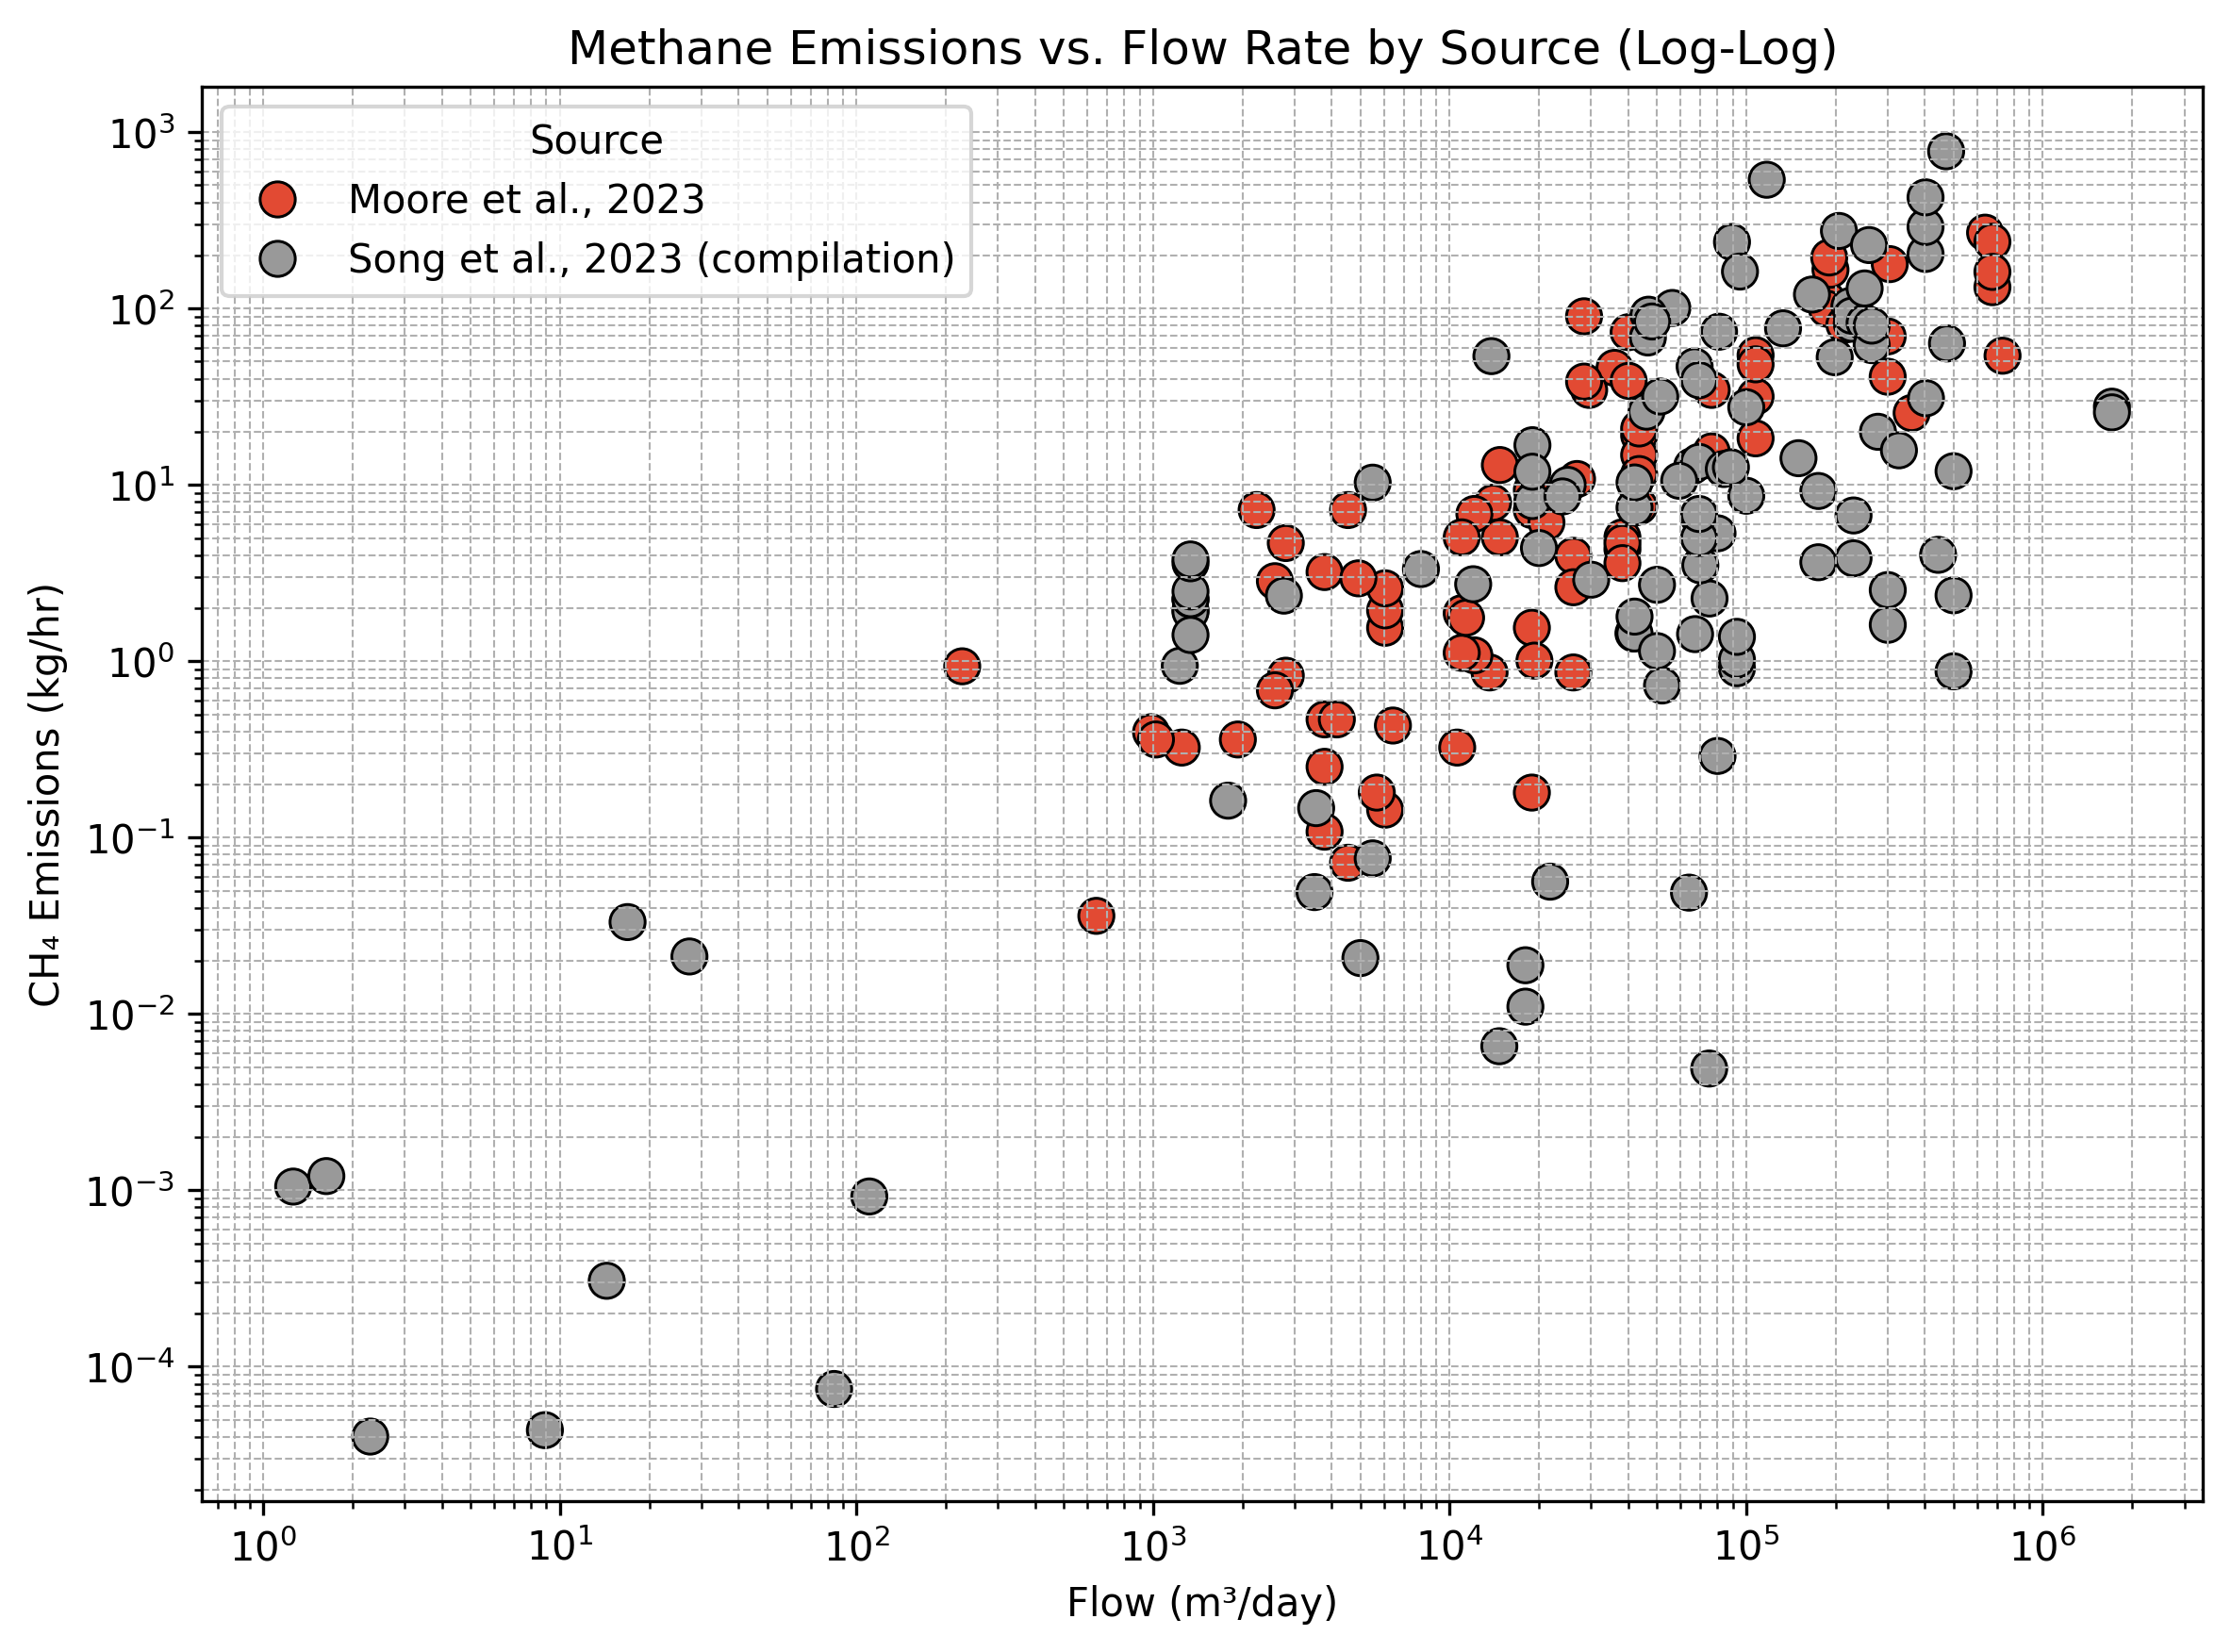 Methane Emissions vs. Flow Rate by Source (Log-Log)
Source
Moore et al., 2023
Song et al., 2023 (compilation)
CH₄ Emissions (kg/hr)
10³
10²
10¹
10⁰
10⁻¹
10⁻²
10⁻³
10⁻⁴
10⁰ 10¹ 10² 10³ 10⁴ 10⁵ 10⁶
Flow (m³/day)